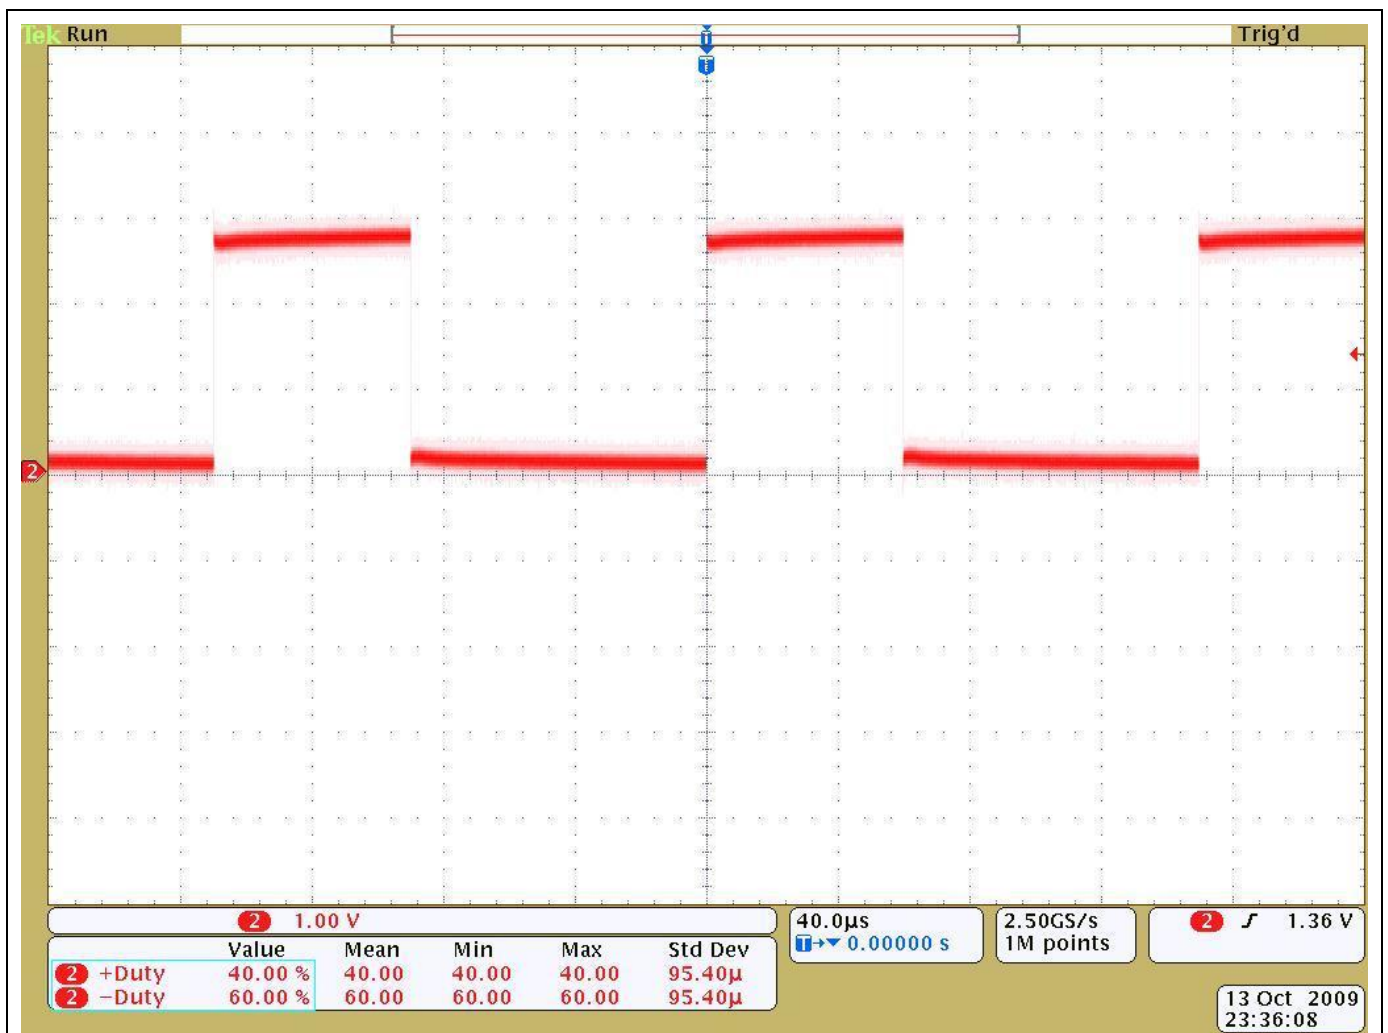 Tek Run Trig'd
T
T
2
2 1.00 V
40.0µs
T→▼ 0.00000 s
2.50GS/s
1M points
2 ʃ 1.36 V
Value Mean Min Max Std Dev
2 +Duty 40.00 % 40.00 40.00 40.00 95.40µ
2 −Duty 60.00 % 60.00 60.00 60.00 95.40µ
13 Oct 2009
23:36:08